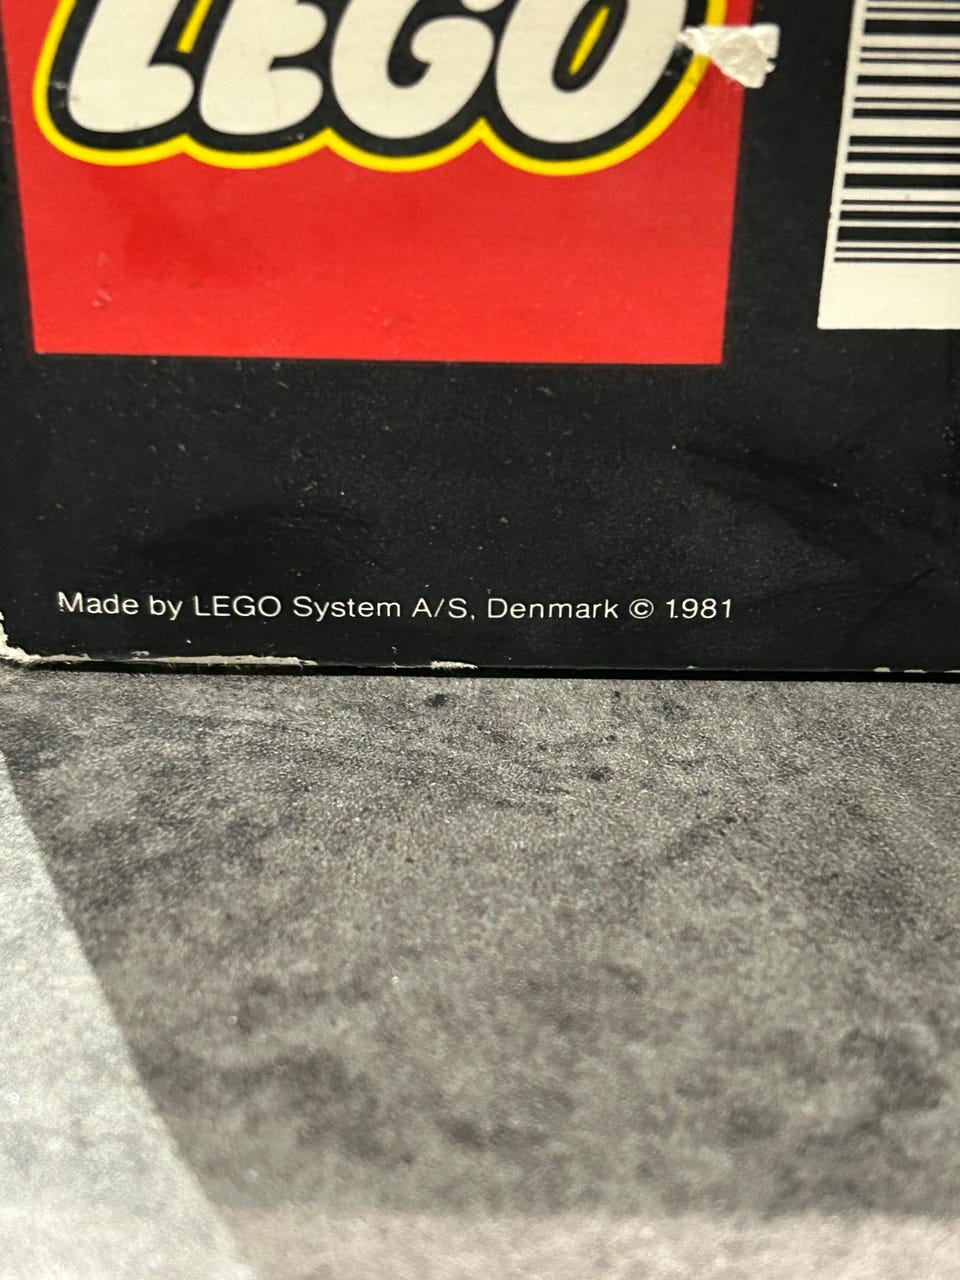 LEGO
Made by LEGO System A/S, Denmark © 1981